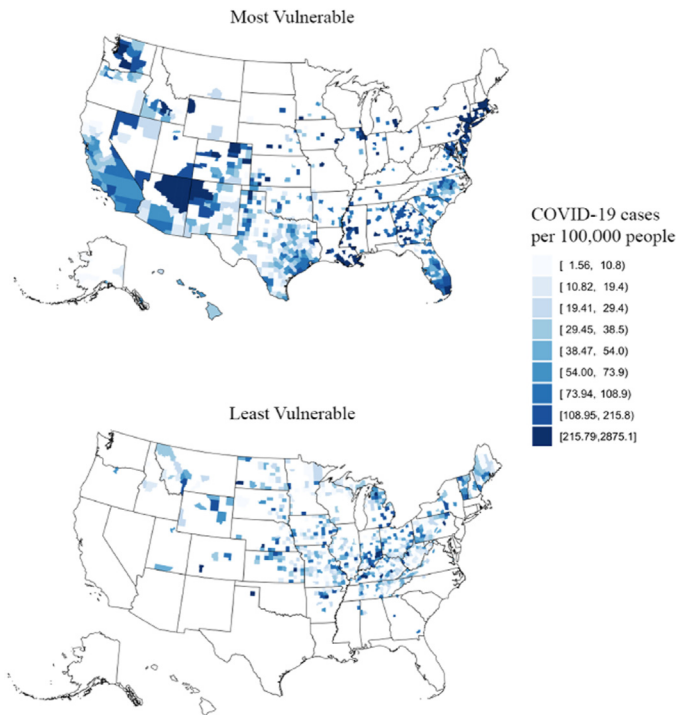 Most Vulnerable
COVID-19 cases
per 100,000 people
[ 1.56, 10.8)
[ 10.82, 19.4)
[ 19.41, 29.4)
[ 29.45, 38.5)
[ 38.47, 54.0)
[ 54.00, 73.9)
[ 73.94, 108.9)
[108.95, 215.8)
[215.79,2875.1]
Least Vulnerable